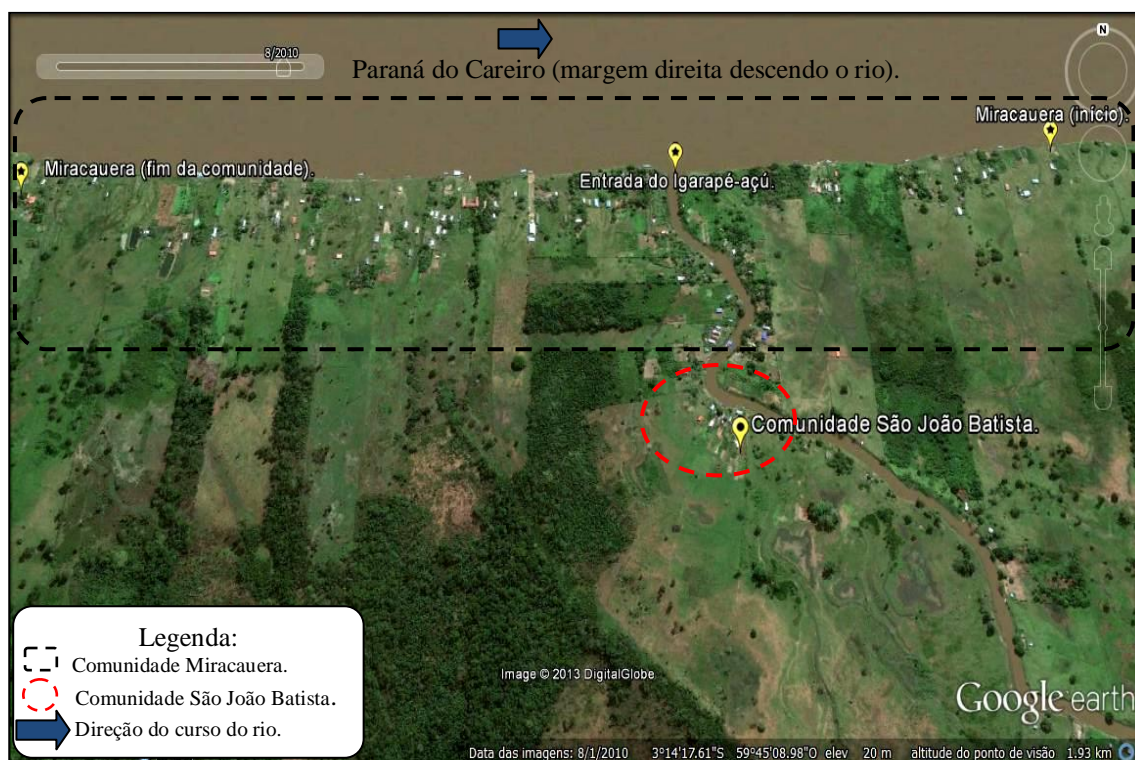 8/2010
N
Paraná do Careiro (margem direita descendo o rio).
Miracauera (início).
Miracauera (fim da comunidade).
Entrada do Igarapé-açú.
Comunidade São João Batista.
Legenda:
Comunidade Miracauera.
Comunidade São João Batista.
Direção do curso do rio.
Image © 2013 DigitalGlobe
Google earth
Data das imagens: 8/1/2010 3°14'17.61"S 59°45'08.98"O elev 20 m altitude do ponto de visão 1.93 km